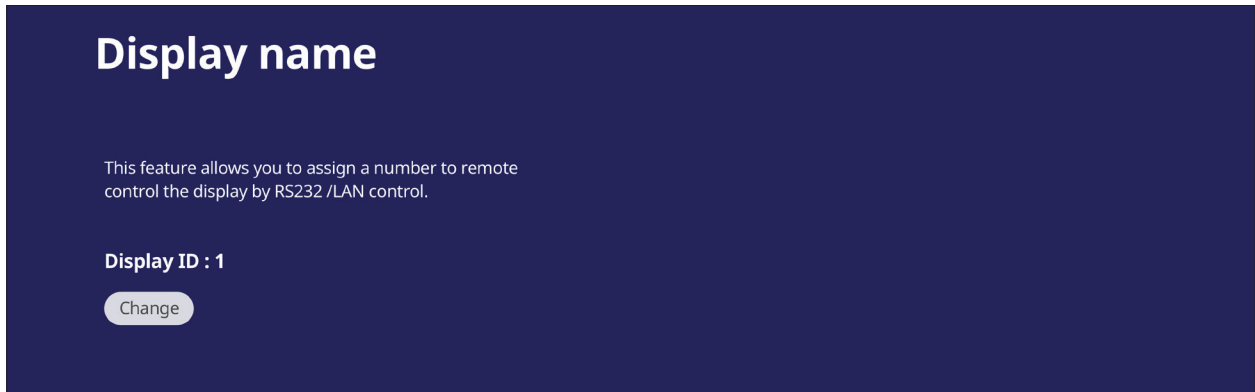 Display name
This feature allows you to assign a number to remote
control the display by RS232 /LAN control.
Display ID : 1
Change